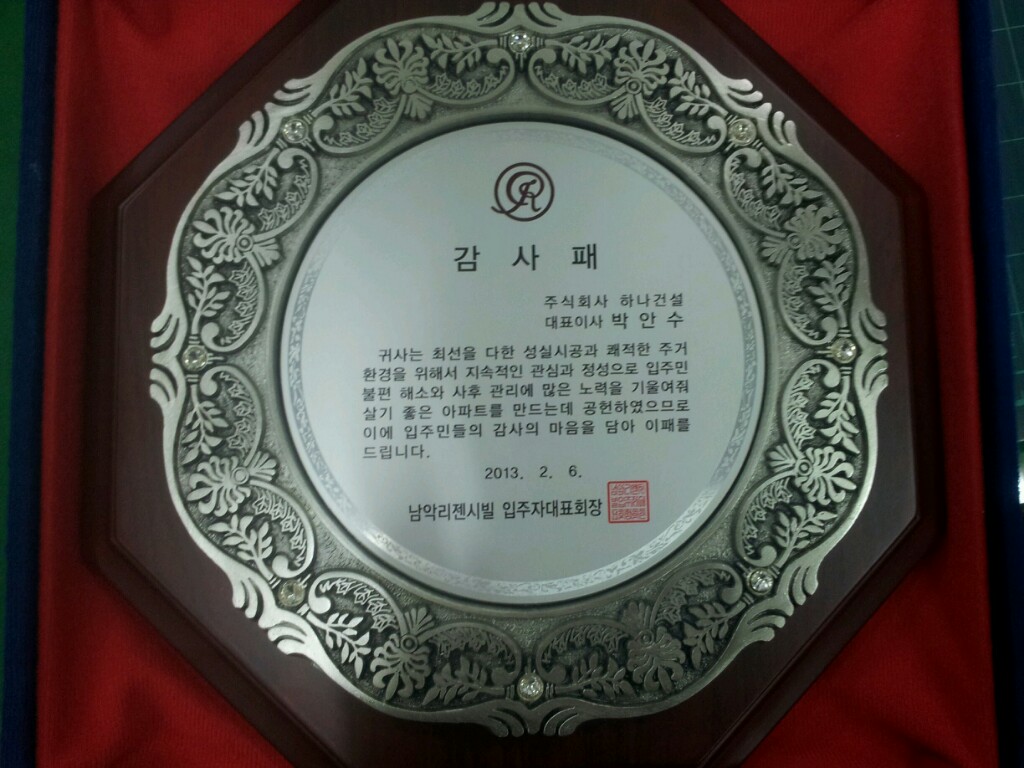 감 사 패
주식회사 하나건설
대표이사 박 안 수
귀사는 최선을 다한 성실시공과 쾌적한 주거
환경을 위해서 지속적인 관심과 정성으로 입주민
불편 해소와 사후 관리에 많은 노력을 기울여줘
살기 좋은 아파트를 만드는데 공헌하였으므로
이에 입주민들의 감사의 마음을 담아 이패를
드립니다.
2013. 2. 6.
남악리젠시빌 입주자대표회장